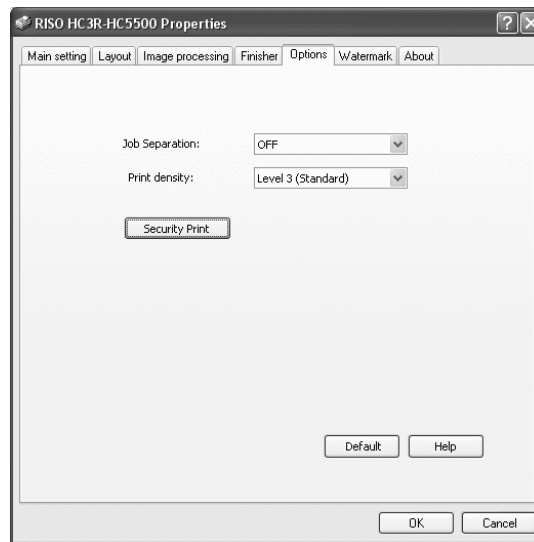 RISO HC3R-HC5500 Properties
Main setting Layout Image processing Finisher Options Watermark About
Job Separation: OFF
Print density: Level 3 (Standard)
Security Print
Default Help
OK Cancel